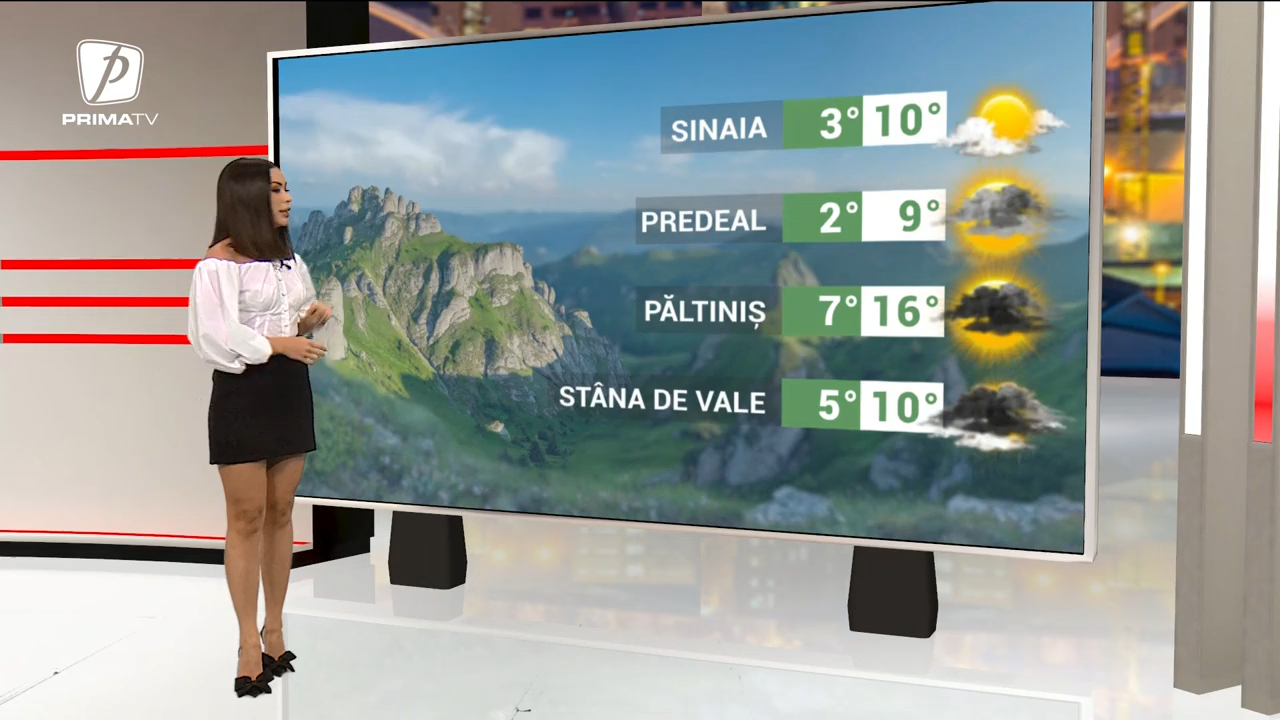 PRIMATV
SINAIA 3° 10°
PREDEAL 2° 9°
PĂLTINIȘ 7° 16°
STÂNA DE VALE 5° 10°